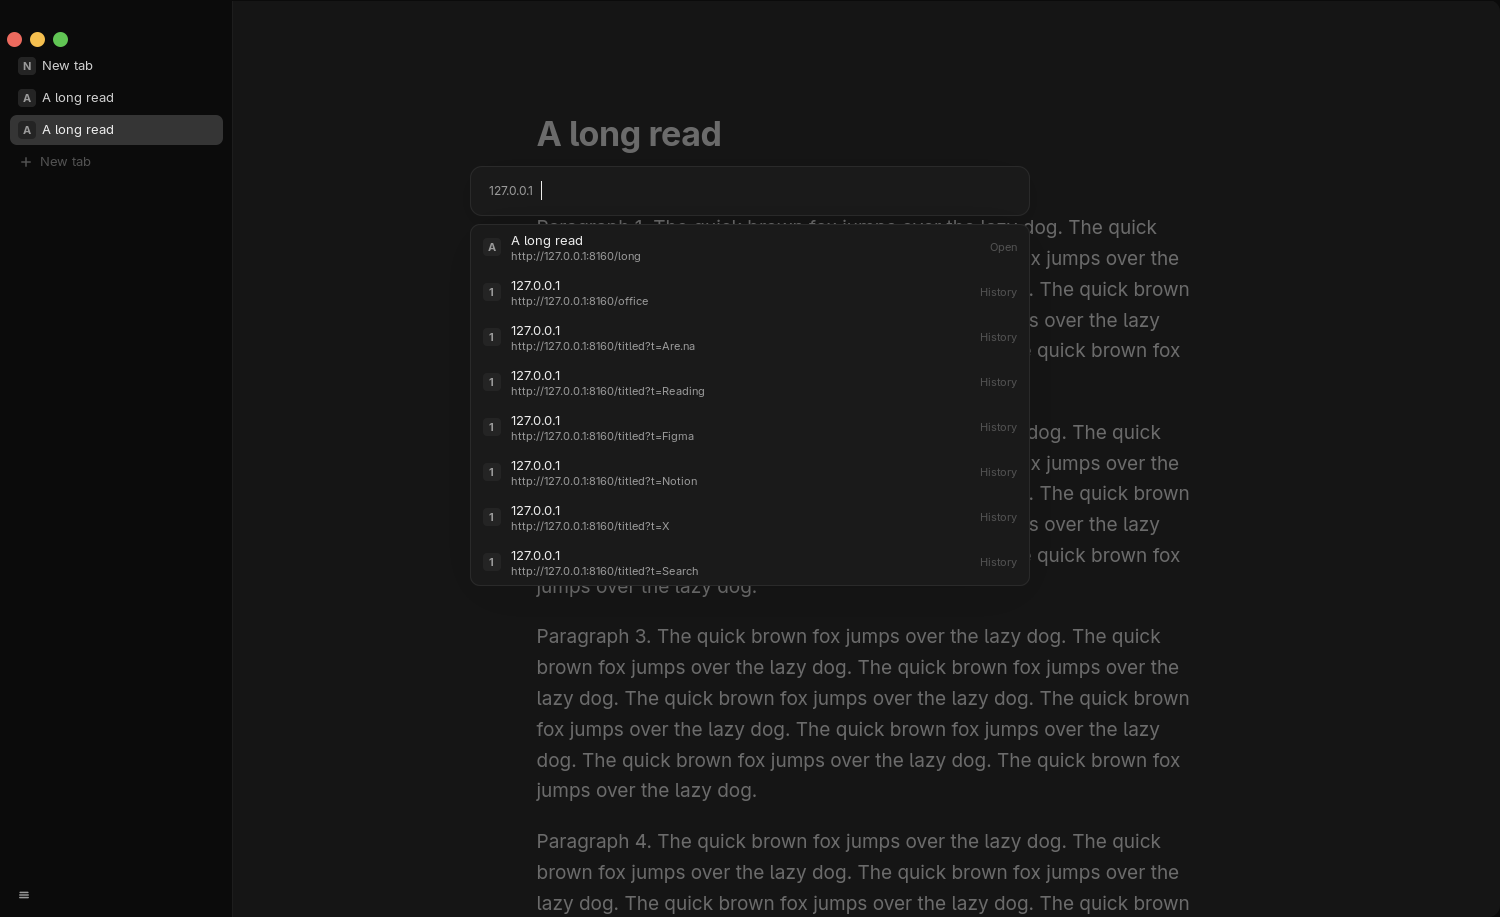 N New tab
A A long read
A A long read
+ New tab
A long read
127.0.0.1
dog. The quick
A A long read Open
http://127.0.0.1:8160/long
x jumps over the
1 127.0.0.1 History
http://127.0.0.1:8160/office
. The quick brown
s over the lazy
1 127.0.0.1 History
http://127.0.0.1:8160/titled?t=Are.na
quick brown fox
1 127.0.0.1 History
http://127.0.0.1:8160/titled?t=Reading
1 127.0.0.1 History
http://127.0.0.1:8160/titled?t=Figma
dog. The quick
x jumps over the
1 127.0.0.1 History
http://127.0.0.1:8160/titled?t=Notion
. The quick brown
1 127.0.0.1 History
http://127.0.0.1:8160/titled?t=X
s over the lazy
1 127.0.0.1 History
http://127.0.0.1:8160/titled?t=Search
quick brown fox
jumps over the lazy dog.
Paragraph 3. The quick brown fox jumps over the lazy dog. The quick
brown fox jumps over the lazy dog. The quick brown fox jumps over the
lazy dog. The quick brown fox jumps over the lazy dog. The quick brown
fox jumps over the lazy dog. The quick brown fox jumps over the lazy
dog. The quick brown fox jumps over the lazy dog. The quick brown fox
jumps over the lazy dog.
Paragraph 4. The quick brown fox jumps over the lazy dog. The quick
brown fox jumps over the lazy dog. The quick brown fox jumps over the
lazy dog. The quick brown fox jumps over the lazy dog. The quick brown